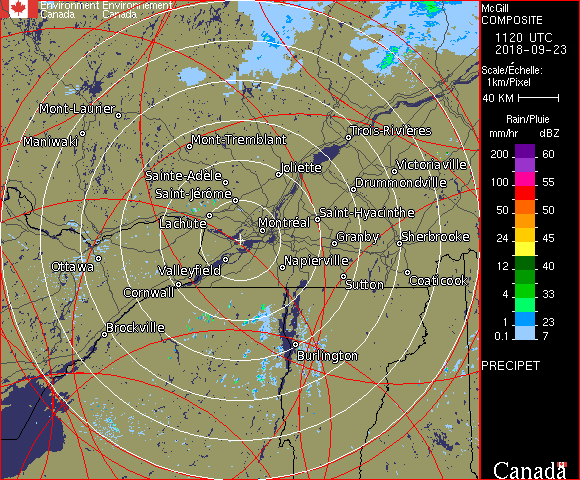 Environment Environnement
Canada Canada
McGill
COMPOSITE
1120 UTC
2018-09-23
Scale/Échelle:
1km/Pixel
40 KM
Rain/Pluie
mm/hr dBZ
200 60
150 55
100 55
50 50
24 45
12 40
4 33
1 23
0.1 7
PRECIPET
Mont-Laurier
Maniwaki
Mont-Tremblant
Trois-Rivières
Joliette
Victoriaville
Sainte-Adèle
Drummondville
Saint-Jérôme
Lachute
Saint-Hyacinthe
Montréal
Granby
Sherbrooke
Ottawa
Valleyfield
Napierville
Cornwall
Sutton
Coaticook
Brockville
Burlington
Canada